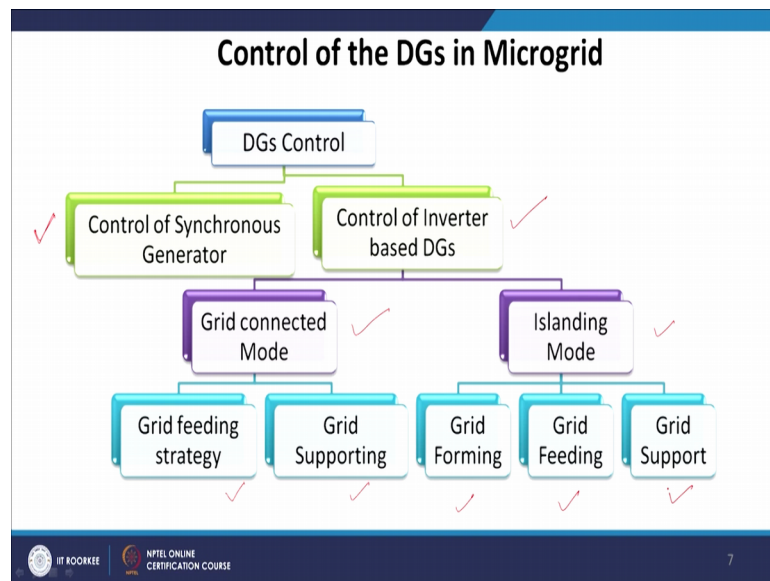 Control of the DGs in Microgrid
DGs Control
Control of Synchronous
Generator
Control of Inverter
based DGs
Grid connected
Mode
Islanding
Mode
Grid feeding
strategy
Grid
Supporting
Grid
Forming
Grid
Feeding
Grid
Support
IIT ROORKEE
NPTEL ONLINE
CERTIFICATION COURSE
7